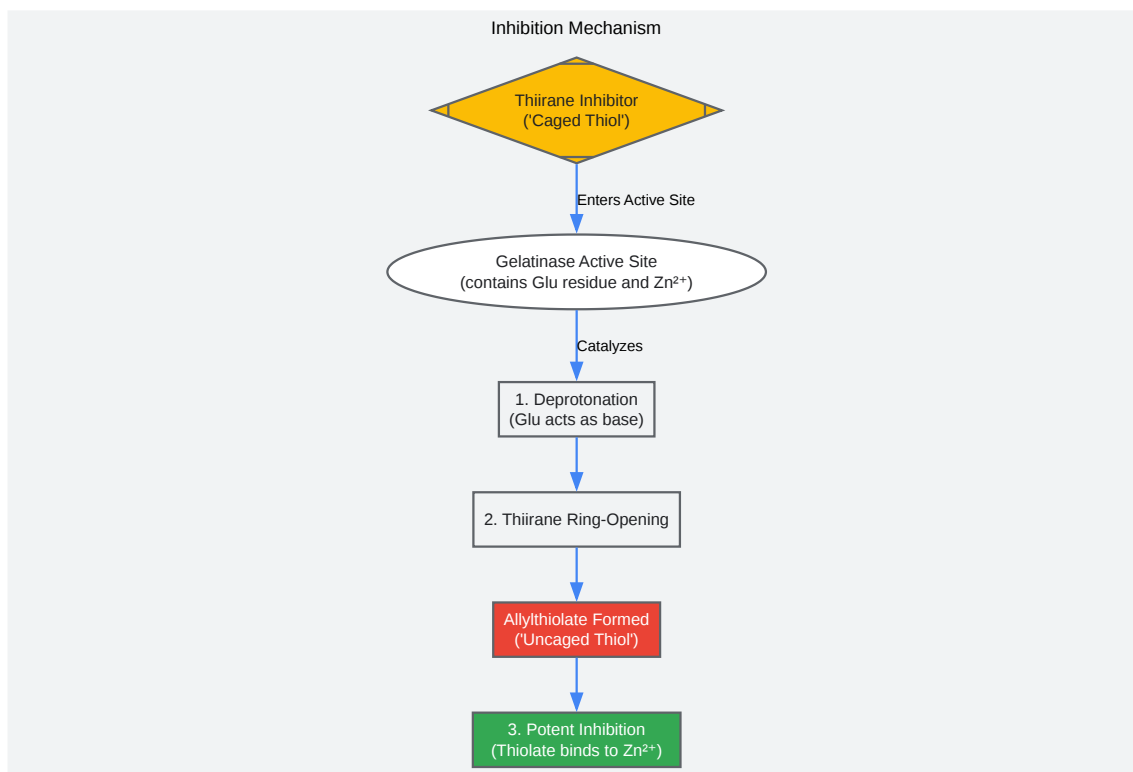 Inhibition Mechanism
Thiirane Inhibitor
('Caged Thiol')
Enters Active Site
Gelatinase Active Site
(contains Glu residue and Zn²⁺)
Catalyzes
1. Deprotonation
(Glu acts as base)
2. Thiirane Ring-Opening
Allylthiolate Formed
('Uncaged Thiol')
3. Potent Inhibition
(Thiolate binds to Zn²⁺)